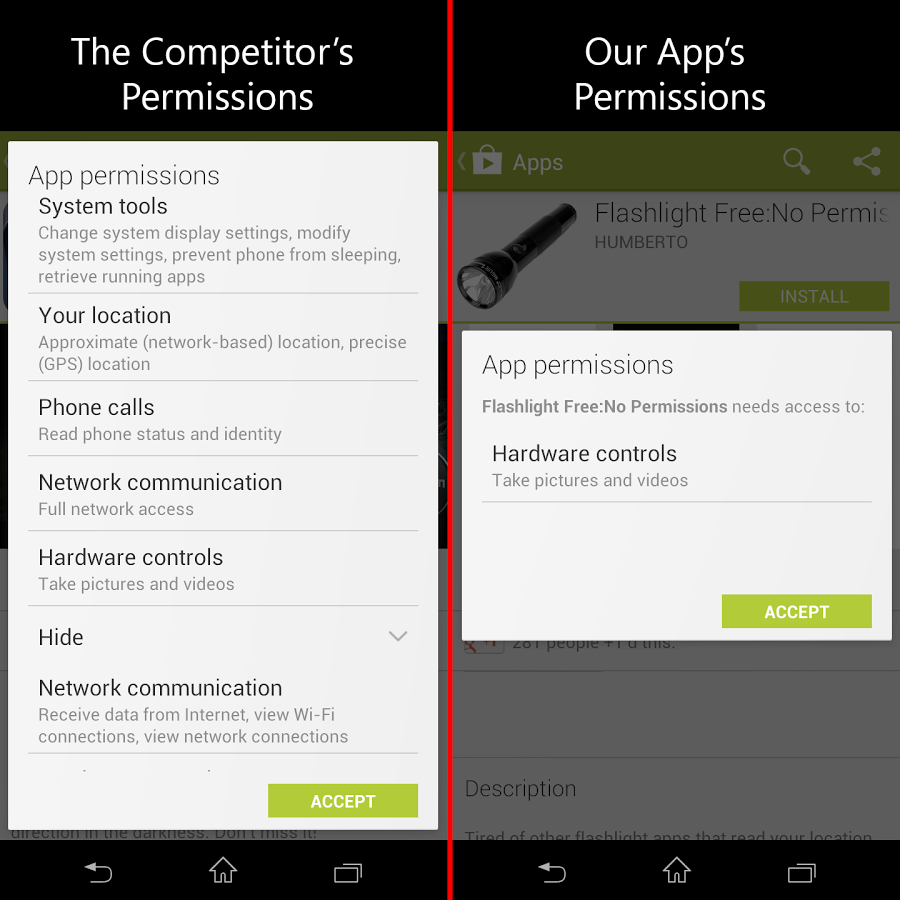 The Competitor's
Permissions
App permissions
System tools
Change system display settings, modify
system settings, prevent phone from sleeping,
retrieve running apps
Your location
Approximate (network-based) location, precise
(GPS) location
Phone calls
Read phone status and identity
Network communication
Full network access
Hardware controls
Take pictures and videos
Hide
Network communication
Receive data from Internet, view Wi-Fi
connections, view network connections
ACCEPT
direction in the darkness. Don't miss it!
Our App's
Permissions
Apps
Flashlight Free:No Permis
HUMBERTO
INSTALL
App permissions
Flashlight Free:No Permissions needs access to:
Hardware controls
Take pictures and videos
ACCEPT
281 people +1'd this.
Description
Tired of other flashlight apps that read your location